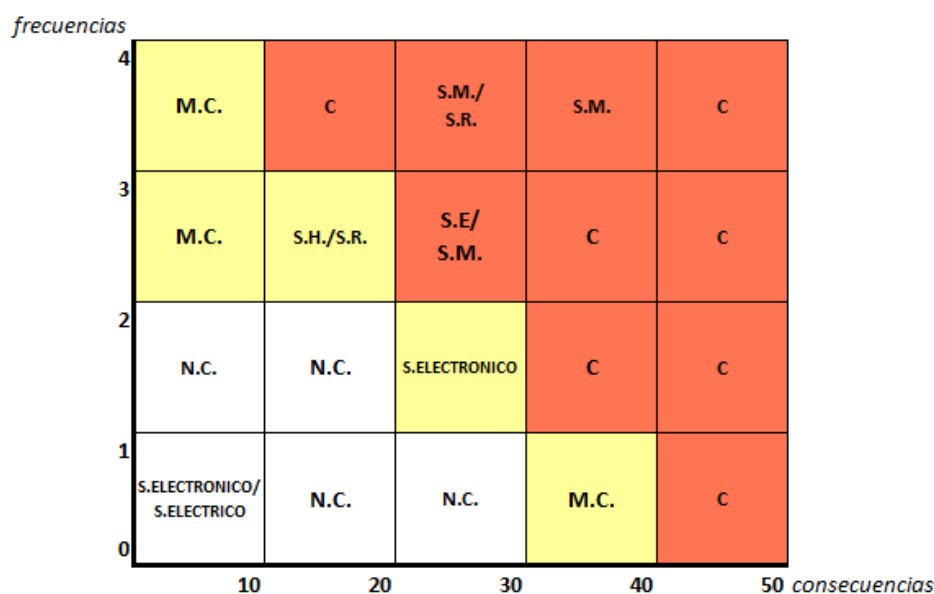 frecuencias
4
M.C.
C
S.M./
S.R.
S.M.
C
3
M.C.
S.H./S.R.
S.E/
S.M.
C
C
2
N.C.
N.C.
S.ELECTRONICO
C
C
1
S.ELECTRONICO/
S.ELECTRICO
N.C.
N.C.
M.C.
C
0
10 20 30 40 50 consecuencias